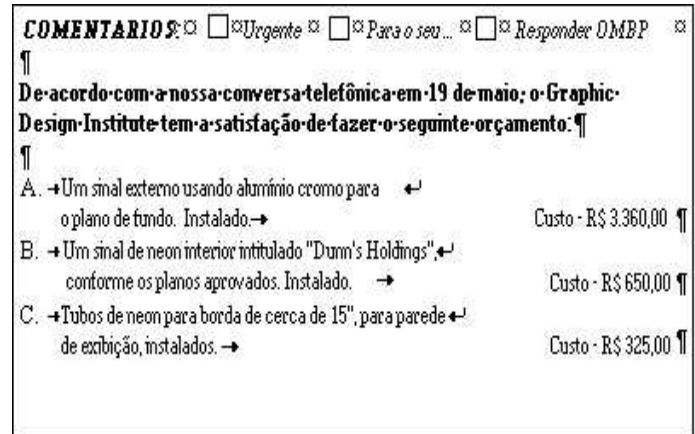 COMENTARIOS:¤ □¤Urgente ¤ □¤Para o seu... ¤ □¤ Responder OMBP ¤
¶
De·acordo·com·a·nossa·conversa·telefônica·em·19 de·maio;·o·Graphic·
Design·Institute·tem·a·satisfação·de·fazer·o·seguinte·orçamento:¶
¶
A. →Um sinal externo usando alumínio cromo para ↵
o plano de fundo. Instalado.→ Custo - R$ 3.360,00 ¶
B. →Um sinal de neon interior intitulado "Dunn's Holdings",↵
conforme os planos aprovados. Instalado. → Custo - R$ 650,00 ¶
C. →Tubos de neon para borda de cerca de 15", para parede ↵
de exibição, instalados. → Custo - R$ 325,00 ¶